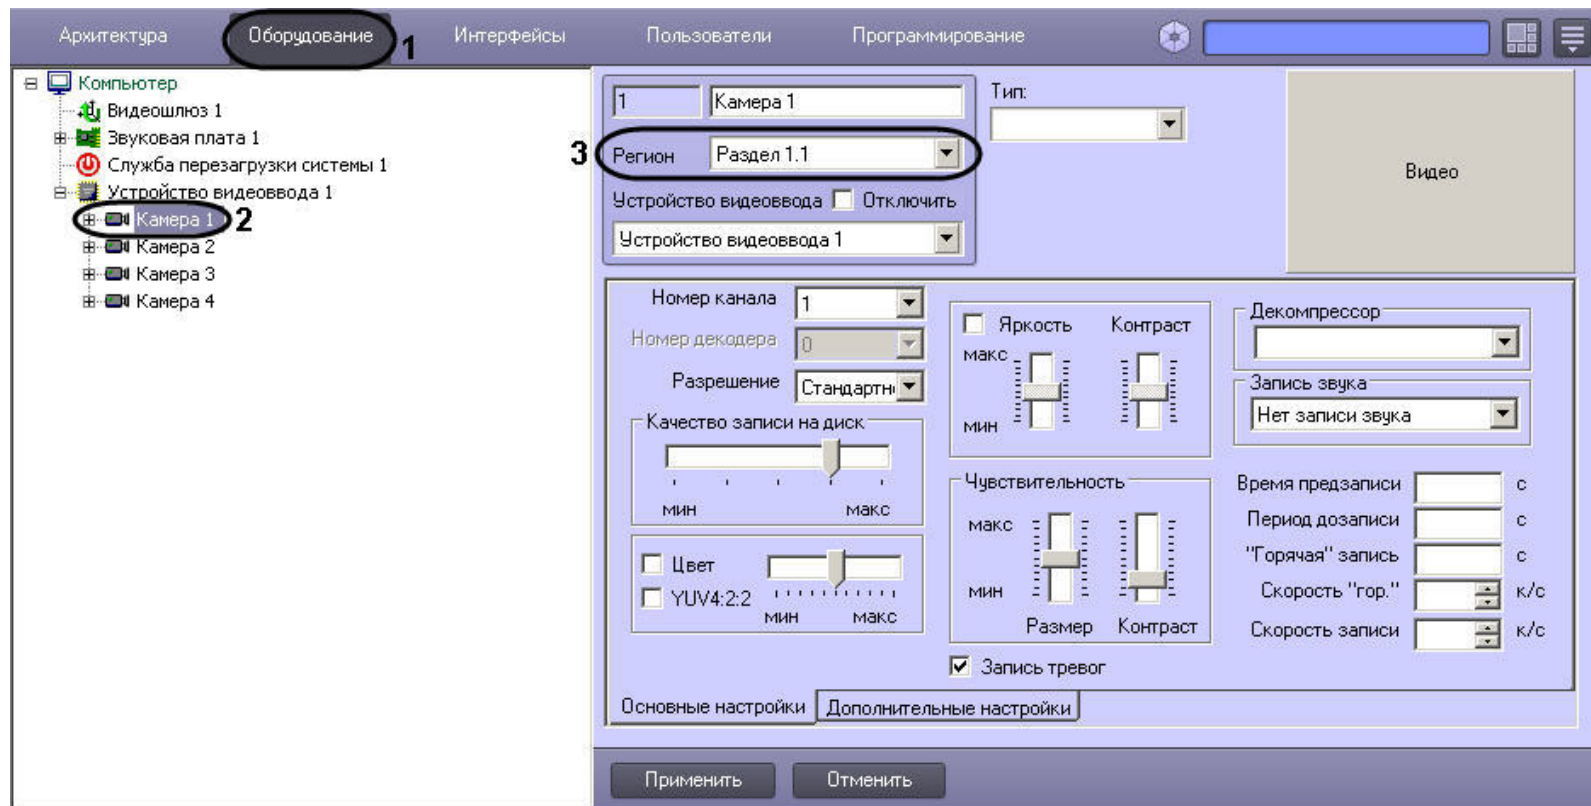 Архитектура Оборудование 1 Интерфейсы Пользователи Программирование
Компьютер
Видеошлюз 1
Звуковая плата 1
Служба перезагрузки системы 1
Устройство видеоввода 1
Камера 1 2
Камера 2
Камера 3
Камера 4
1 Камера 1
Тип:
3 Регион Раздел 1.1
Устройство видеоввода Отключить
Устройство видеоввода 1
Видео
Номер канала 1
Номер декодера 0
Разрешение Стандартн
Качество записи на диск
мин макс
Цвет
YUV4:2:2
мин макс
Яркость Контраст
макс
мин
Чувствительность
макс
мин
Размер Контраст
Запись тревог
Декомпрессор
Запись звука
Нет записи звука
Время предзаписи с
Период дозаписи с
"Горячая" запись с
Скорость "гор." к/с
Скорость записи к/с
Основные настройки Дополнительные настройки
Применить Отменить